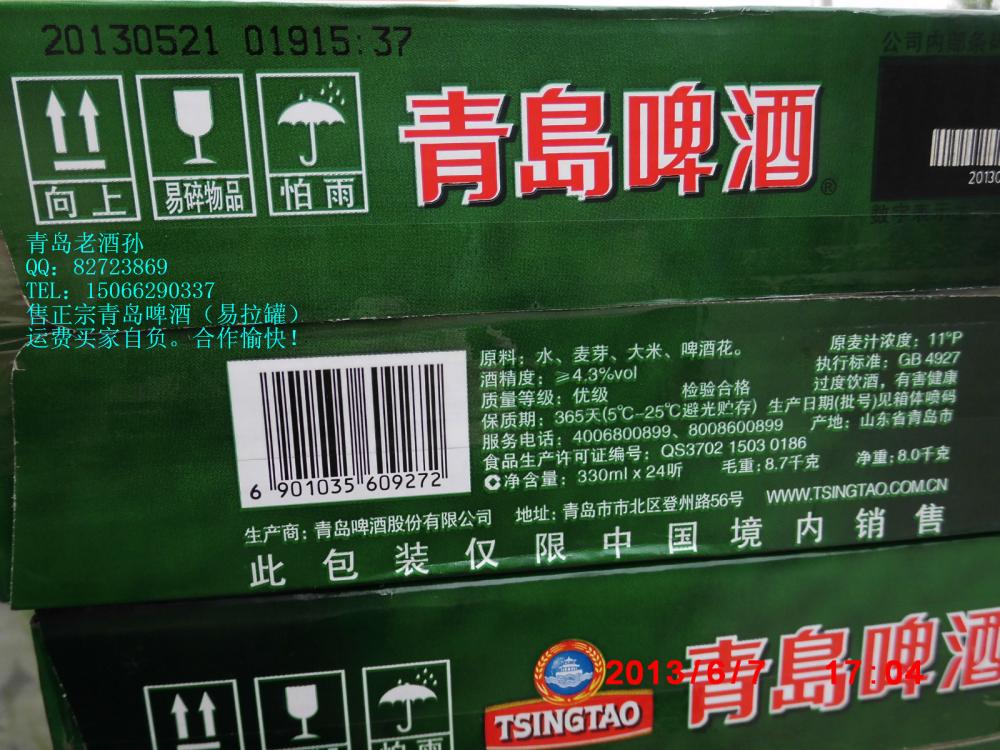 20130521 01915:37
公司内部条码
向上
易碎物品
怕雨
青島啤酒®
2013
青岛老酒孙
QQ：82723869
TEL：15066290337
售正宗青岛啤酒（易拉罐）
运费买家自负。合作愉快！
原料：水、麦芽、大米、啤酒花。 原麦汁浓度：11°P
酒精度：≥4.3%vol 执行标准：GB 4927
质量等级：优级 检验合格 过度饮酒，有害健康
保质期：365天(5℃-25℃避光贮存) 生产日期(批号)见箱体喷码
服务电话：4006800899、8008600899 产地：山东省青岛市
食品生产许可证编号：QS3702 1503 0186
净含量：330ml x 24听 毛重：8.7千克 净重：8.0千克
6 901035 609272
生产商：青岛啤酒股份有限公司 地址：青岛市市北区登州路56号 WWW.TSINGTAO.COM.CN
此包装仅限中国境内销售
TSINGTAO
青島啤酒
怕雨
2013/6/7 17:04